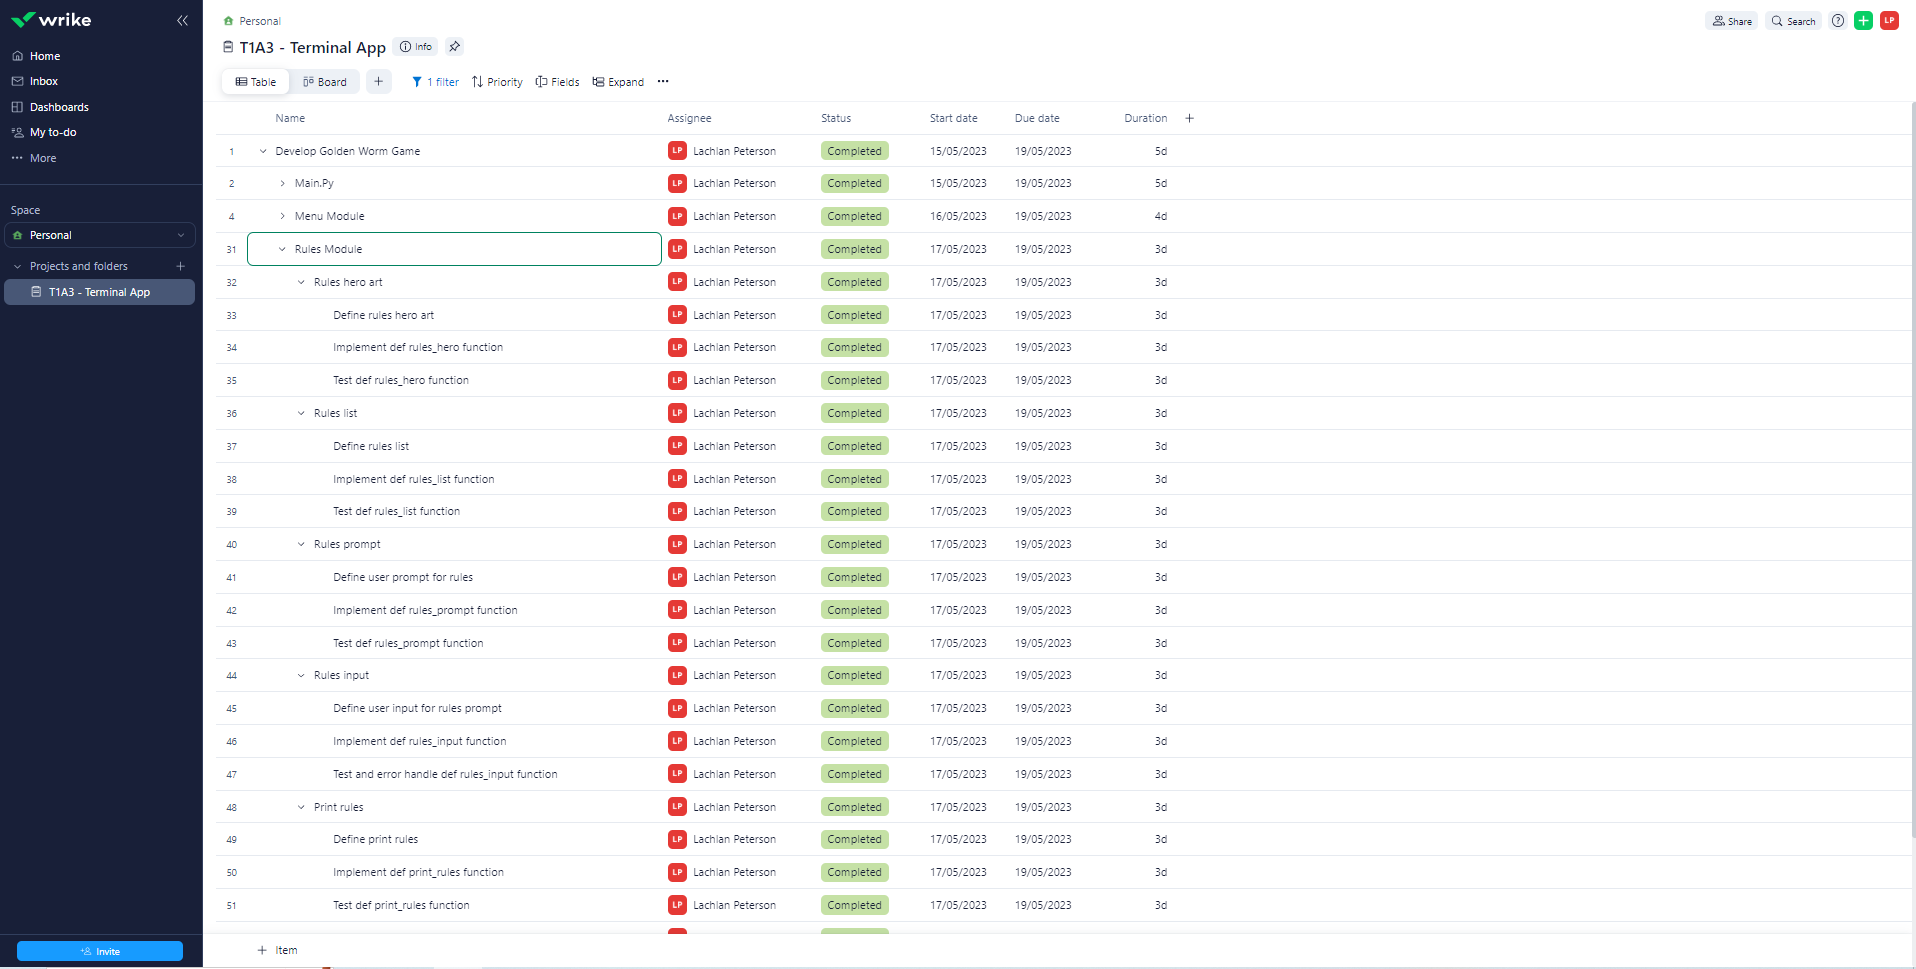 wrike
Home
Inbox
Dashboards
My to-do
More
Space
Personal
Projects and folders
T1A3 - Terminal App
Invite
Personal
Share
Search
LP
T1A3 - Terminal App
Info
Table
Board
1 filter
Priority
Fields
Expand
Name Assignee Status Start date Due date Duration
1 Develop Golden Worm Game LP Lachlan Peterson Completed 15/05/2023 19/05/2023 5d
2 Main.Py LP Lachlan Peterson Completed 15/05/2023 19/05/2023 5d
4 Menu Module LP Lachlan Peterson Completed 16/05/2023 19/05/2023 4d
31 Rules Module LP Lachlan Peterson Completed 17/05/2023 19/05/2023 3d
32 Rules hero art LP Lachlan Peterson Completed 17/05/2023 19/05/2023 3d
33 Define rules hero art LP Lachlan Peterson Completed 17/05/2023 19/05/2023 3d
34 Implement def rules_hero function LP Lachlan Peterson Completed 17/05/2023 19/05/2023 3d
35 Test def rules_hero function LP Lachlan Peterson Completed 17/05/2023 19/05/2023 3d
36 Rules list LP Lachlan Peterson Completed 17/05/2023 19/05/2023 3d
37 Define rules list LP Lachlan Peterson Completed 17/05/2023 19/05/2023 3d
38 Implement def rules_list function LP Lachlan Peterson Completed 17/05/2023 19/05/2023 3d
39 Test def rules_list function LP Lachlan Peterson Completed 17/05/2023 19/05/2023 3d
40 Rules prompt LP Lachlan Peterson Completed 17/05/2023 19/05/2023 3d
41 Define user prompt for rules LP Lachlan Peterson Completed 17/05/2023 19/05/2023 3d
42 Implement def rules_prompt function LP Lachlan Peterson Completed 17/05/2023 19/05/2023 3d
43 Test def rules_prompt function LP Lachlan Peterson Completed 17/05/2023 19/05/2023 3d
44 Rules input LP Lachlan Peterson Completed 17/05/2023 19/05/2023 3d
45 Define user input for rules prompt LP Lachlan Peterson Completed 17/05/2023 19/05/2023 3d
46 Implement def rules_input function LP Lachlan Peterson Completed 17/05/2023 19/05/2023 3d
47 Test and error handle def rules_input function LP Lachlan Peterson Completed 17/05/2023 19/05/2023 3d
48 Print rules LP Lachlan Peterson Completed 17/05/2023 19/05/2023 3d
49 Define print rules LP Lachlan Peterson Completed 17/05/2023 19/05/2023 3d
50 Implement def print_rules function LP Lachlan Peterson Completed 17/05/2023 19/05/2023 3d
51 Test def print_rules function LP Lachlan Peterson Completed 17/05/2023 19/05/2023 3d
Item